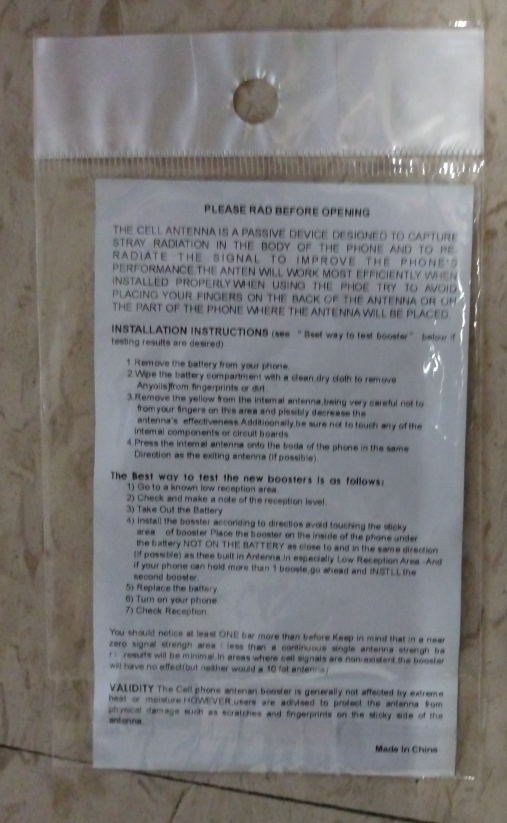 PLEASE RAD BEFORE OPENING
THE CELL ANTENNA IS A PASSIVE DEVICE DESIGNED TO CAPTURE
STRAY RADIATION IN THE BODY OF THE PHONE AND TO RE-
RADIATE THE SIGNAL TO IMPROVE THE PHONE'S
PERFORMANCE.THE ANTEN WILL WORK MOST EFFICIENTLY WHEN
INSTALLED PROPERLY.WHEN USING THE PHOE TRY TO AVOID
PLACING YOUR FINGERS ON THE BACK OF THE ANTENNA OR ON
THE PART OF THE PHONE WHERE THE ANTENNA WILL BE PLACED.
INSTALLATION INSTRUCTIONS (see "Bset way to test booster" below if
testing results are desired)
1.Remove the battery from your phone.
2.Wipe the battery compartment with a clean,dry cloth to remove
Anyoils]from fingerprints or dirt.
3.Remove the yellow from the internal antenna,being very careful not to
from your fingers on this area and plssibly decrease the
antenna's effectiveness.Additioonally,be sure not to touch any of the
internal components or circuit boards.
4.Press the internal antenna onto the boda of the phone in the same
Direction as the exiting antenna (if possible).
The Best way to test the new boosters is as follows:
1) Go to a known low reception area.
2) Check and make a note of the reception level.
3) Take Out the Battery
4) Install the booster according to directios avoid touching the sticky
area of booster Place the booster on the inside of the phone under
the battery NOT ON THE BATTERY as close to and in the same direction
(if possible) as thee built in Antenna.In especially Low Reception Area.-And
if your phone can hold more than 1 booste,go ahead and INSTLL the
second booster.
5) Replace the battery
6) Turn on your phone
7) Check Reception
You should notice at least ONE bar more than before.Keep in mind that in a near
zero signal strengh area less than a continuous single antenna strengh ba
results will be minimal.In areas where cell signals are non-existent,the booster
will have no effect(but neither would a 10 fot antenna)
VALIDITY The Cell phone antenan booster is generally not affected by extreme
heat or moisture.HOWEVER,users are advised to protect the antenna from
physical damage such as scratches and fingerprints on the sticky side of the
antenna.
Made In China